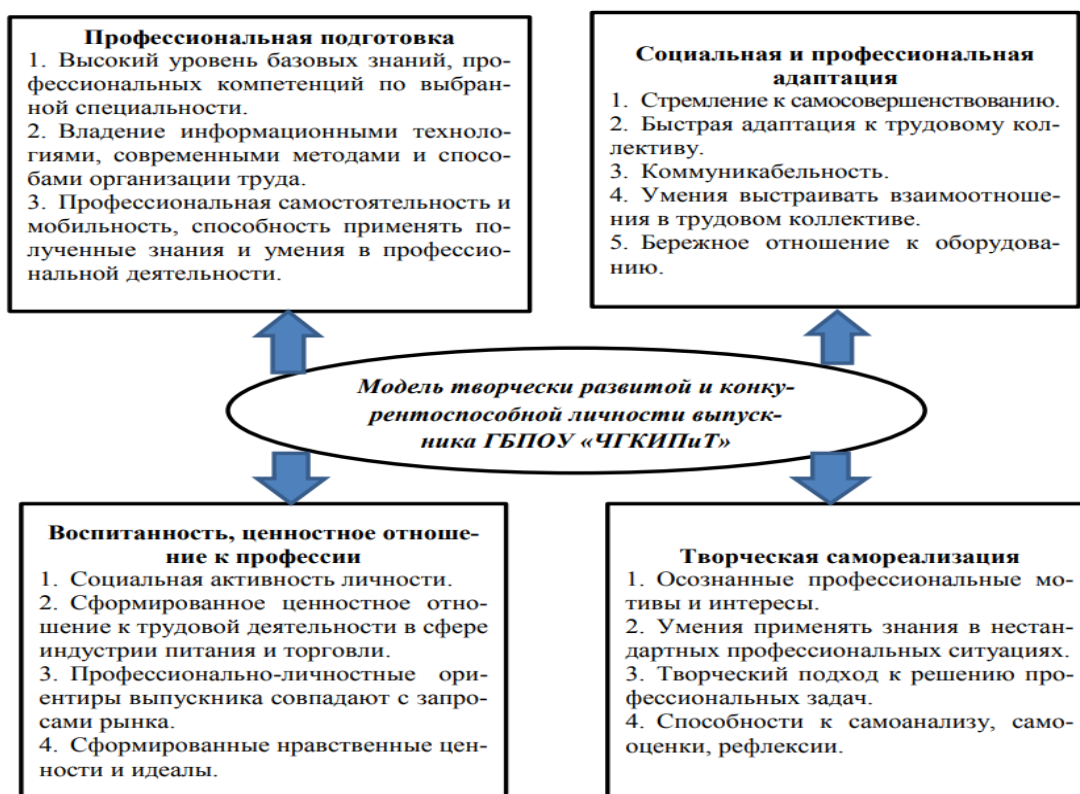 Профессиональная подготовка
1. Высокий уровень базовых знаний, про-
фессиональных компетенций по выбран-
ной специальности.
2. Владение информационными техноло-
гиями, современными методами и спосо-
бами организации труда.
3. Профессиональная самостоятельность и
мобильность, способность применять по-
лученные знания и умения в профессио-
нальной деятельности.
Социальная и профессиональная
адаптация
1. Стремление к самосовершенствованию.
2. Быстрая адаптация к трудовому кол-
лективу.
3. Коммуникабельность.
4. Умения выстраивать взаимоотноше-
ния в трудовом коллективе.
5. Бережное отношение к оборудова-
нию.
Модель творчески развитой и конку-
рентоспособной личности выпуск-
ника ГБПОУ «ЧГКИПиТ»
Воспитанность, ценностное отноше-
ние к профессии
1. Социальная активность личности.
2. Сформированное ценностное отно-
шение к трудовой деятельности в сфере
индустрии питания и торговли.
3. Профессионально-личностные ори-
ентиры выпускника совпадают с запро-
сами рынка.
4. Сформированные нравственные цен-
ности и идеалы.
Творческая самореализация
1. Осознанные профессиональные мо-
тивы и интересы.
2. Умения применять знания в нестан-
дартных профессиональных ситуациях.
3. Творческий подход к решению про-
фессиональных задач.
4. Способности к самоанализу, само-
оценки, рефлексии.